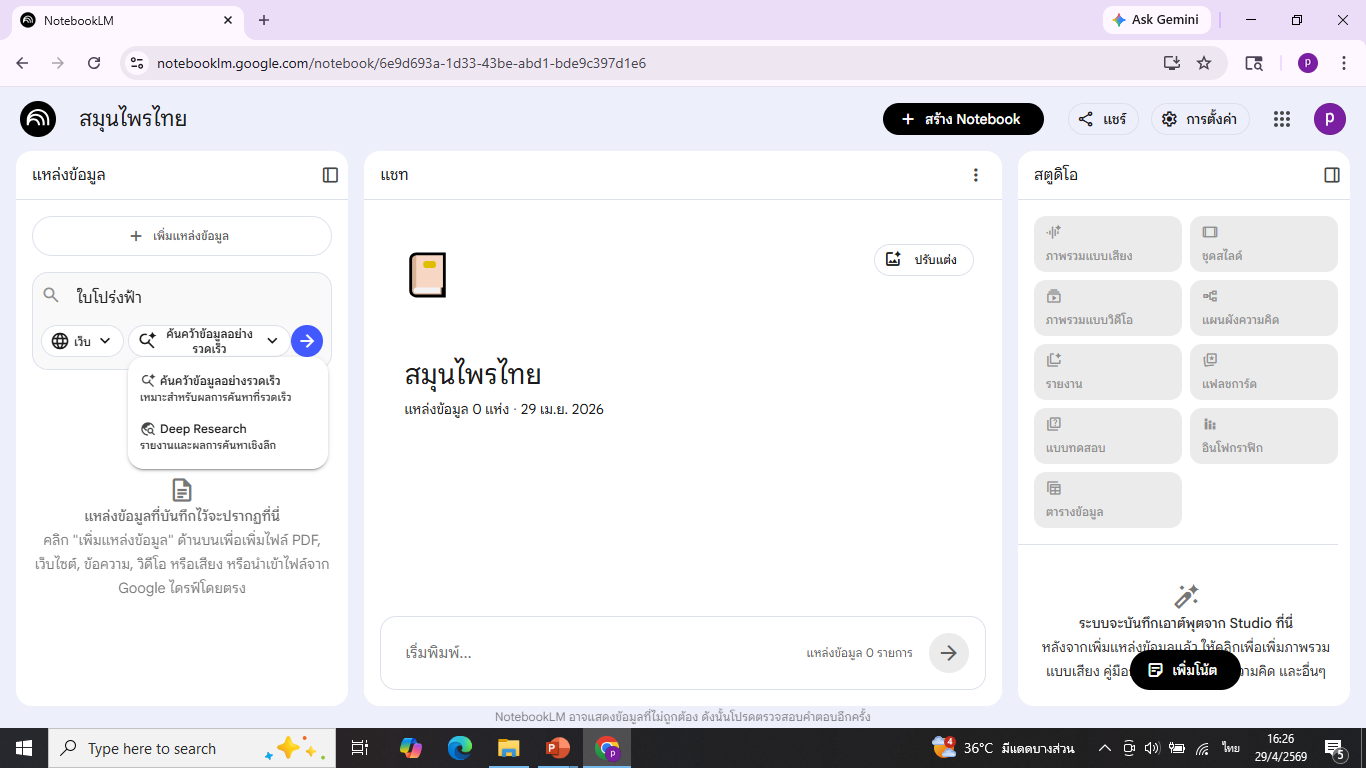 NotebookLM
Ask Gemini
notebooklm.google.com/notebook/6e9d693a-1d33-43be-abd1-bde9c397d1e6
p
สมุนไพรไทย
สร้าง Notebook
แชร์
การตั้งค่า
p
แหล่งข้อมูล
เพิ่มแหล่งข้อมูล
ใบโปร่งฟ้า
เว็บ
ค้นคว้าข้อมูลอย่าง
รวดเร็ว
ค้นคว้าข้อมูลอย่างรวดเร็ว
เหมาะสำหรับผลการค้นหาที่รวดเร็ว
Deep Research
รายงานและผลการค้นหาเชิงลึก
แหล่งข้อมูลที่บันทึกไว้จะปรากฏที่นี่
คลิก "เพิ่มแหล่งข้อมูล" ด้านบนเพื่อเพิ่มไฟล์ PDF,
เว็บไซต์, ข้อความ, วิดีโอ หรือเสียง หรือนำเข้าไฟล์จาก
Google ไดรฟ์โดยตรง
แชท
ปรับแต่ง
สมุนไพรไทย
แหล่งข้อมูล 0 แห่ง · 29 เม.ย. 2026
เริ่มพิมพ์...
แหล่งข้อมูล 0 รายการ
NotebookLM อาจแสดงข้อมูลที่ไม่ถูกต้อง ดังนั้นโปรดตรวจสอบคำตอบอีกครั้ง
สตูดิโอ
ภาพรวมแบบเสียง
ชุดสไลด์
ภาพรวมแบบวิดีโอ
แผนผังความคิด
รายงาน
แฟลชการ์ด
แบบทดสอบ
อินโฟกราฟิก
ตารางข้อมูล
ระบบจะบันทึกเอาต์พุตจาก Studio ที่นี่
หลังจากเพิ่มแหล่งข้อมูลแล้ว ให้คลิกเพื่อเพิ่มภาพรวม
แบบเสียง และอื่นๆ
เพิ่มโน้ต
Type here to search
4
36°C มีแดดบางส่วน
ไทย
16:26
29/4/2569
5